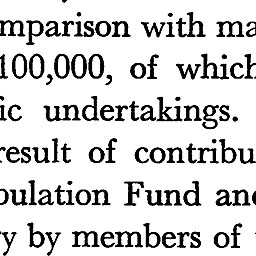 mparison with ma
100,000, of which
ic undertakings.
result of contribu
pulation Fund and
y by members of